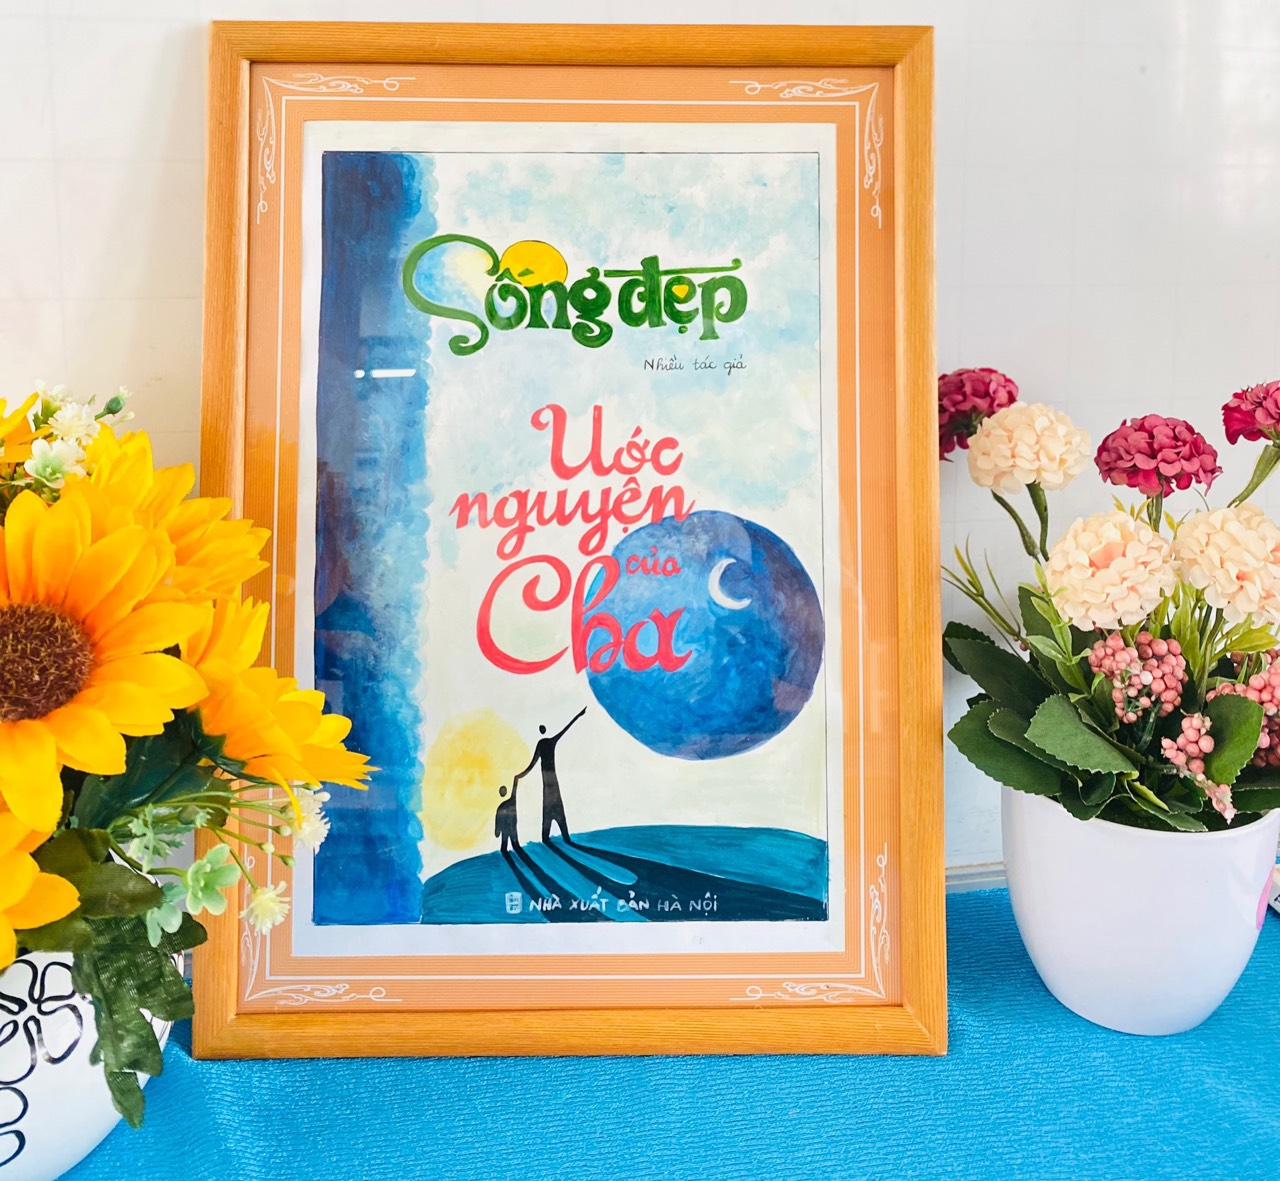 Sống đẹp
Nhiều tác giả
Ước
nguyện
của
Cha
NHÀ XUẤT BẢN HÀ NỘI